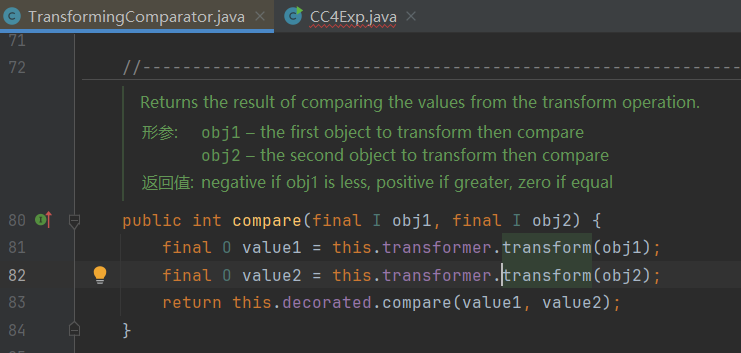 TransformingComparator.java × CC4Exp.java ×
71
72 //--------------------------------------------------------------
Returns the result of comparing the values from the transform operation.
形参: obj1 – the first object to transform then compare
obj2 – the second object to transform then compare
返回值: negative if obj1 is less, positive if greater, zero if equal
80 public int compare(final I obj1, final I obj2) {
81 final O value1 = this.transformer.transform(obj1);
82 final O value2 = this.transformer.transform(obj2);
83 return this.decorated.compare(value1, value2);
84 }